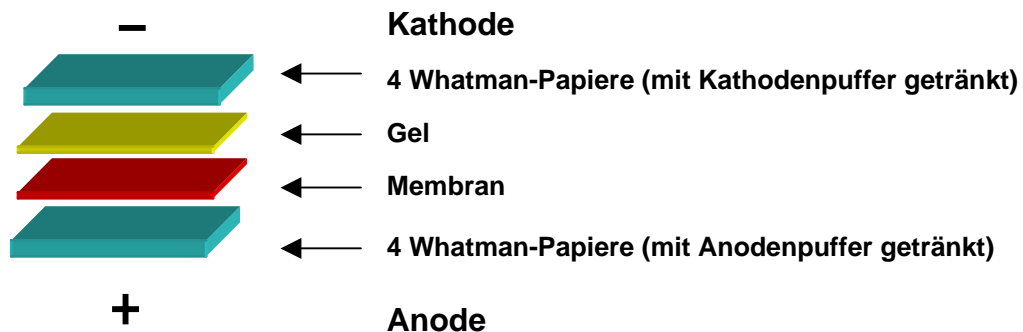 –
Kathode
4 Whatman-Papiere (mit Kathodenpuffer getränkt)
Gel
Membran
4 Whatman-Papiere (mit Anodenpuffer getränkt)
+
Anode